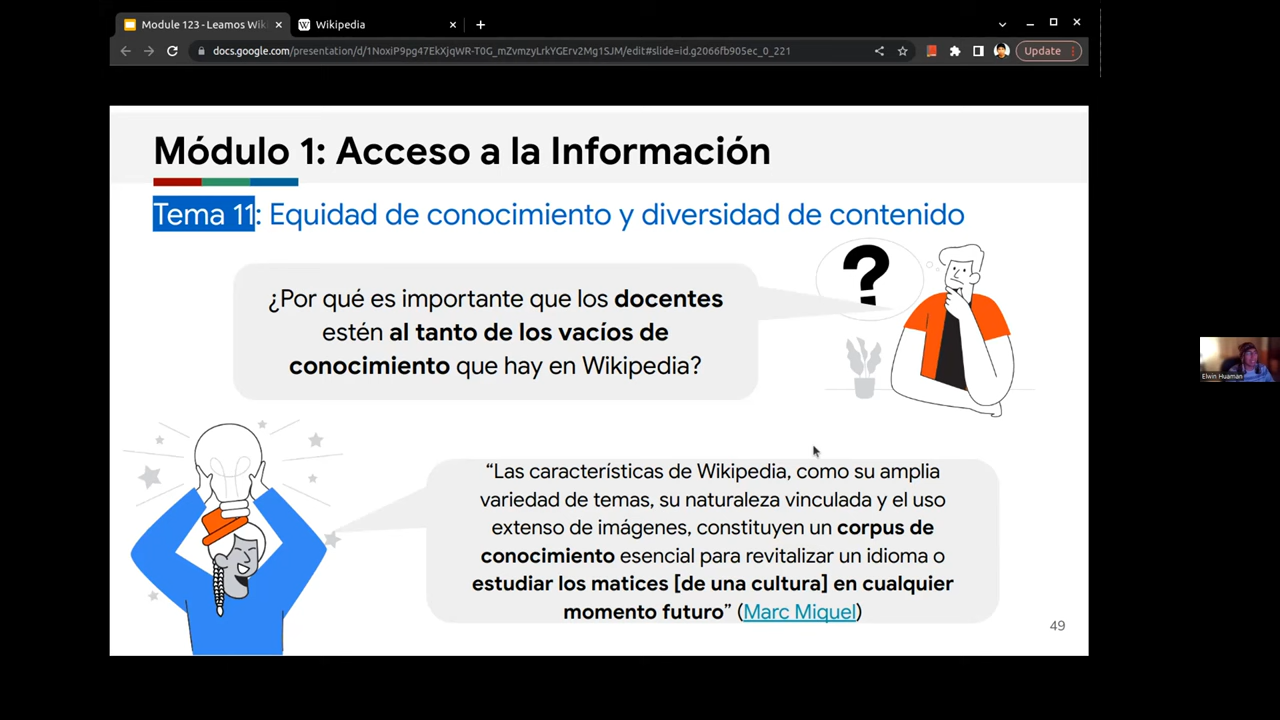 Module 123 - Leamos Wiki
Wikipedia
docs.google.com/presentation/d/1NoxiP9pg47EkXjqWR-T0G_mZvmzyLrkYGErv2Mg1SJM/edit#slide=id.g2066fb905ec_0_221
Update
Módulo 1: Acceso a la Información
Tema 11: Equidad de conocimiento y diversidad de contenido
?
¿Por qué es importante que los docentes
estén al tanto de los vacíos de
conocimiento que hay en Wikipedia?
“Las características de Wikipedia, como su amplia
variedad de temas, su naturaleza vinculada y el uso
extenso de imágenes, constituyen un corpus de
conocimiento esencial para revitalizar un idioma o
estudiar los matices [de una cultura] en cualquier
momento futuro” (Marc Miquel)
49
Elwin Huaman